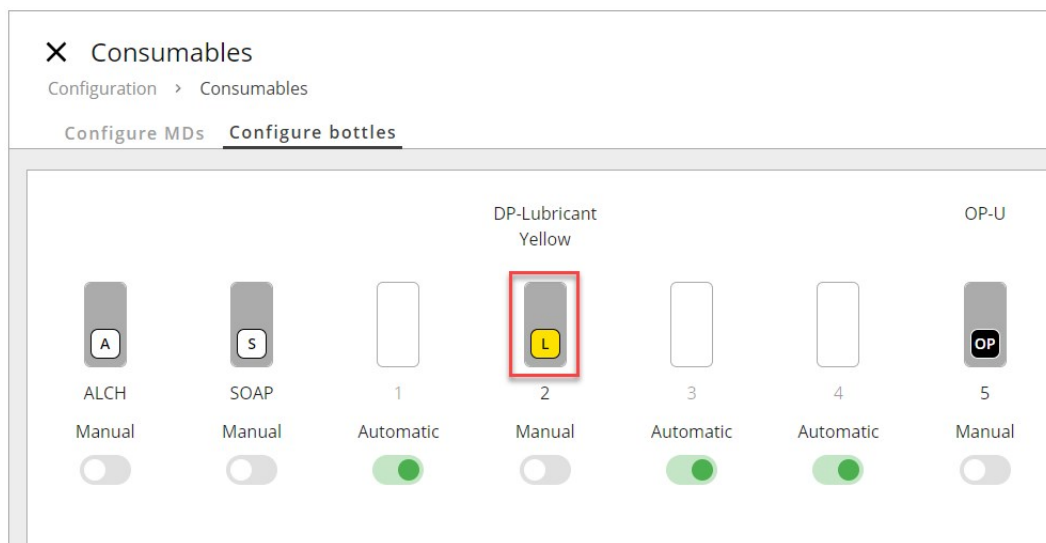 Consumables
Configuration > Consumables
Configure MDs Configure bottles
DP-Lubricant OP-U
Yellow
A S L OP
ALCH SOAP 1 2 3 4 5
Manual Manual Automatic Manual Automatic Automatic Manual